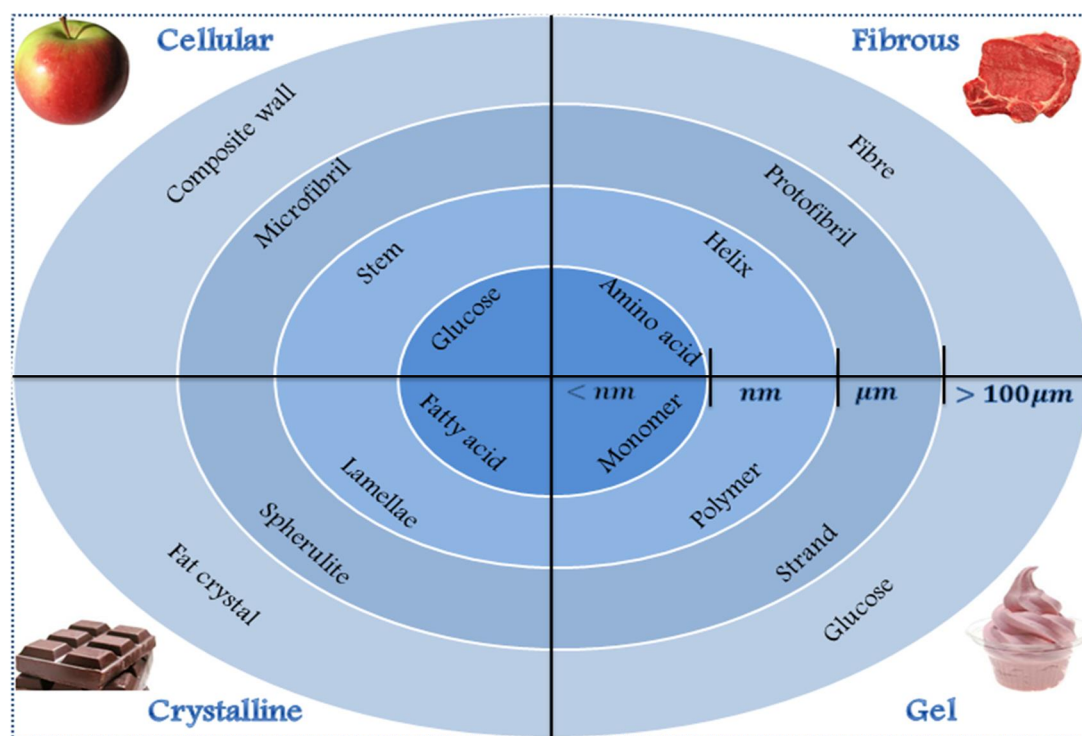 Cellular
Fibrous
Composite wall
Microfibril
Stem
Glucose
Fibre
Protofibril
Helix
Amino acid
< nm
nm
μm
> 100μm
Fatty acid
Lamellae
Spherulite
Fat crystal
Monomer
Polymer
Strand
Glucose
Crystalline
Gel